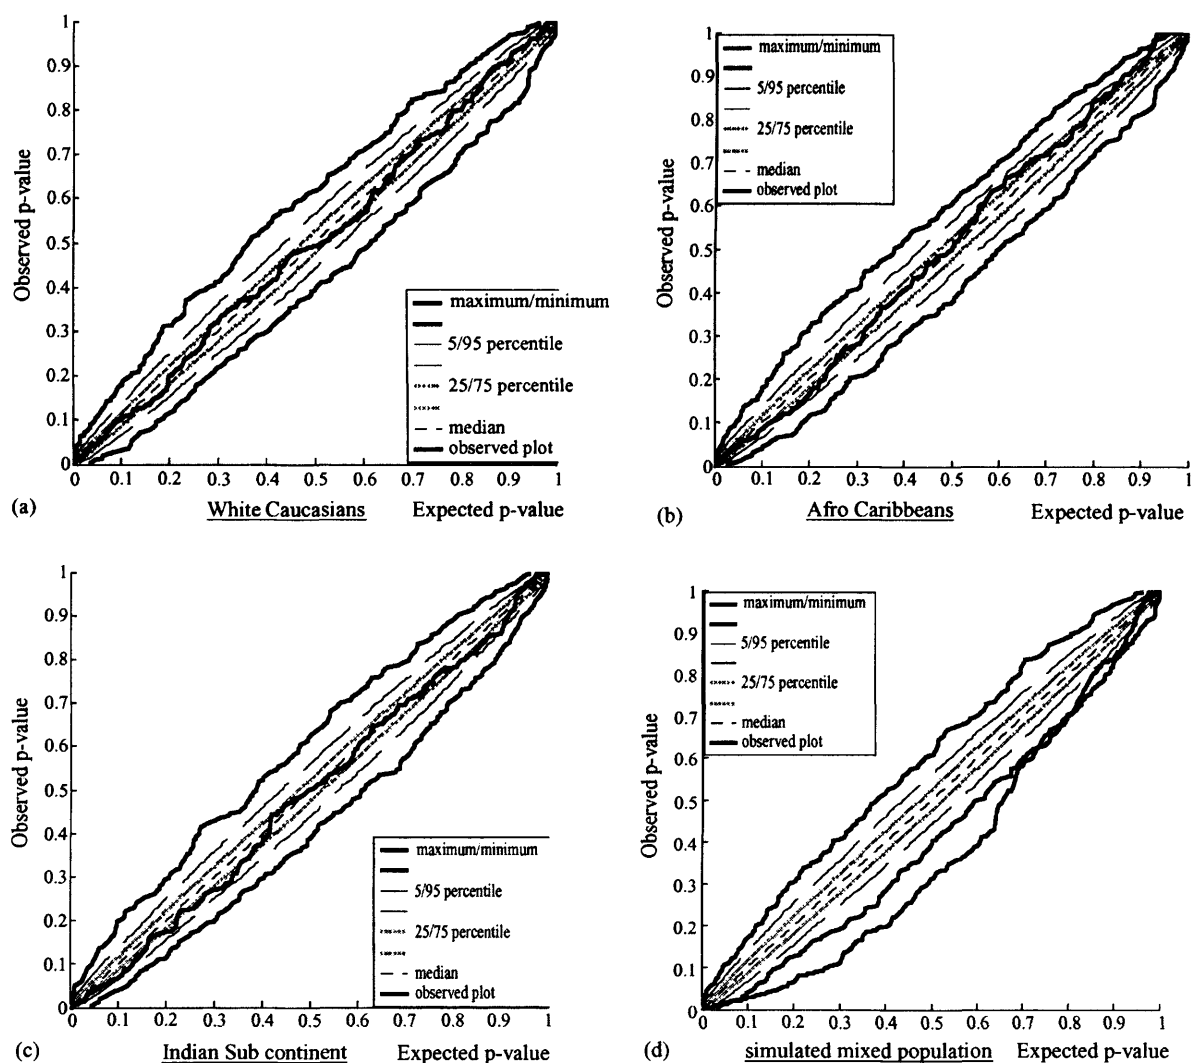 1
0.9
0.8
0.7
0.6
0.5
0.4
0.3
0.2
0.1
0
Observed p-value
maximum/minimum
5/95 percentile
25/75 percentile
median
observed plot
0 0.1 0.2 0.3 0.4 0.5 0.6 0.7 0.8 0.9 1
(a) White Caucasians Expected p-value
1
0.9
0.8
0.7
0.6
0.5
0.4
0.3
0.2
0.1
0
Observed p-value
maximum/minimum
5/95 percentile
25/75 percentile
median
observed plot
0 0.1 0.2 0.3 0.4 0.5 0.6 0.7 0.8 0.9 1
(b) Afro Caribbeans Expected p-value
1
0.9
0.8
0.7
0.6
0.5
0.4
0.3
0.2
0.1
0
Observed p-value
maximum/minimum
5/95 percentile
25/75 percentile
median
observed plot
0 0.1 0.2 0.3 0.4 0.5 0.6 0.7 0.8 0.9 1
(c) Indian Sub continent Expected p-value
1
0.9
0.8
0.7
0.6
0.5
0.4
0.3
0.2
0.1
0
Observed p-value
maximum/minimum
5/95 percentile
25/75 percentile
median
observed plot
0 0.1 0.2 0.3 0.4 0.5 0.6 0.7 0.8 0.9 1
(d) simulated mixed population Expected p-value